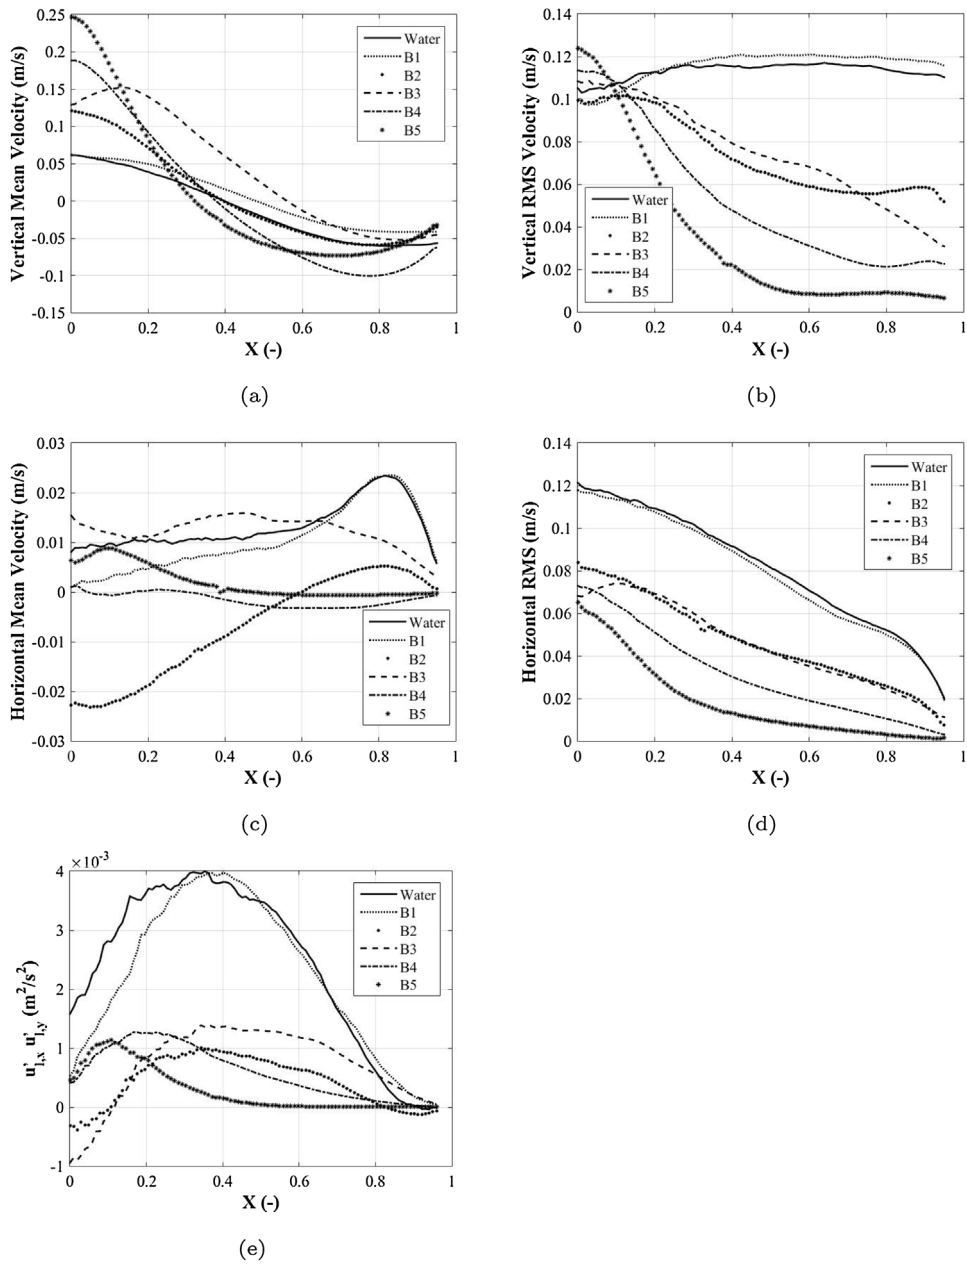 0.25
0.2
0.15
0.1
0.05
0
-0.05
-0.1
-0.15
0 0.2 0.4 0.6 0.8 1
Vertical Mean Velocity (m/s)
X (-)
Water
B1
B2
B3
B4
B5
(a)
0.14
0.12
0.1
0.08
0.06
0.04
0.02
0
0 0.2 0.4 0.6 0.8 1
Vertical RMS Velocity (m/s)
X (-)
Water
B1
B2
B3
B4
B5
(b)
0.03
0.02
0.01
0
-0.01
-0.02
-0.03
0 0.2 0.4 0.6 0.8 1
Horizontal Mean Velocity (m/s)
X (-)
Water
B1
B2
B3
B4
B5
(c)
0.14
0.12
0.1
0.08
0.06
0.04
0.02
0
0 0.2 0.4 0.6 0.8 1
Horizontal RMS (m/s)
X (-)
Water
B1
B2
B3
B4
B5
(d)
×10⁻³
4
3
2
1
0
-1
0 0.2 0.4 0.6 0.8 1
u'l,x u'l,y (m²/s²)
X (-)
Water
B1
B2
B3
B4
B5
(e)